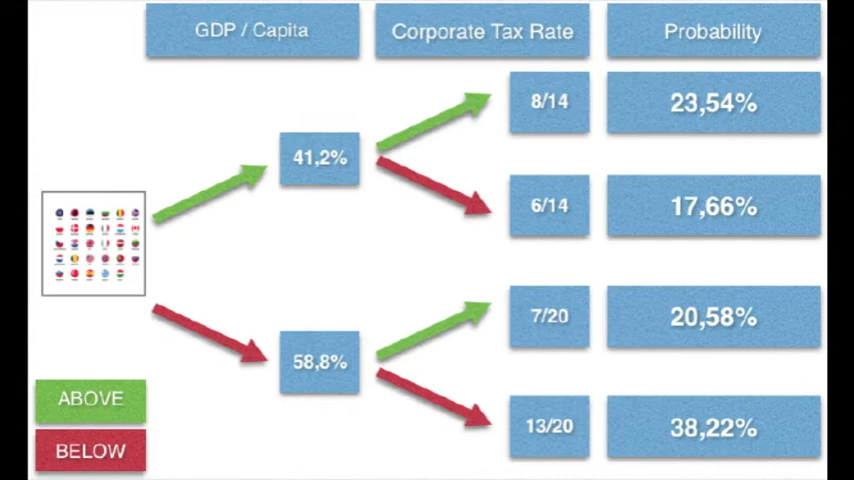 GDP / Capita
Corporate Tax Rate
Probability
8/14
23,54%
41,2%
6/14
17,66%
7/20
20,58%
58,8%
13/20
38,22%
ABOVE
BELOW